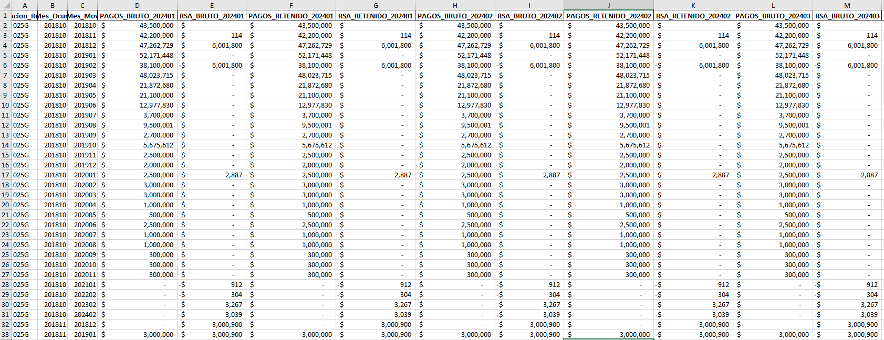 A B C D E F G H I J K L M
1 Mes_Ocur Mes_Mov PAGOS_BRUTO_202401 RSA_BRUTO_202401 PAGOS_RETENIDO_202401 RSA_RETENIDO_202401 PAGOS_BRUTO_202402 RSA_BRUTO_202402 PAGOS_RETENIDO_202402 RSA_RETENIDO_202402 PAGOS_BRUTO_202403 RSA_BRUTO_202403
2 025G 201810 201810 $ 43,500,000 $ - $ 43,500,000 $ - $ 43,500,000 $ - $ 43,500,000 $ - $ 43,500,000 $ -
3 025G 201810 201811 $ 42,200,000 $ 114 $ 42,200,000 $ 114 $ 42,200,000 $ 114 $ 42,200,000 $ 114 $ 42,200,000 $ 114
4 025G 201810 201812 $ 47,262,729 $ 6,001,800 $ 47,262,729 $ 6,001,800 $ 47,262,729 $ 6,001,800 $ 47,262,729 $ 6,001,800 $ 47,262,729 $ 6,001,800
5 025G 201810 201901 $ 52,171,448 $ - $ 52,171,448 $ - $ 52,171,448 $ - $ 52,171,448 $ - $ 52,171,448 $ -
6 025G 201810 201902 $ 38,100,000 -$ 6,001,800 $ 38,100,000 -$ 6,001,800 $ 38,100,000 -$ 6,001,800 $ 38,100,000 -$ 6,001,800 $ 38,100,000 -$ 6,001,800
7 025G 201810 201903 $ 48,023,715 $ - $ 48,023,715 $ - $ 48,023,715 $ - $ 48,023,715 $ - $ 48,023,715 $ -
8 025G 201810 201904 $ 21,872,680 $ - $ 21,872,680 $ - $ 21,872,680 $ - $ 21,872,680 $ - $ 21,872,680 $ -
9 025G 201810 201905 $ 21,100,000 $ - $ 21,100,000 $ - $ 21,100,000 $ - $ 21,100,000 $ - $ 21,100,000 $ -
10 025G 201810 201906 $ 12,977,830 $ - $ 12,977,830 $ - $ 12,977,830 $ - $ 12,977,830 $ - $ 12,977,830 $ -
11 025G 201810 201907 $ 3,700,000 $ - $ 3,700,000 $ - $ 3,700,000 $ - $ 3,700,000 $ - $ 3,700,000 $ -
12 025G 201810 201908 $ 9,500,001 $ - $ 9,500,001 $ - $ 9,500,001 $ - $ 9,500,001 $ - $ 9,500,001 $ -
13 025G 201810 201909 $ 2,700,000 $ - $ 2,700,000 $ - $ 2,700,000 $ - $ 2,700,000 $ - $ 2,700,000 $ -
14 025G 201810 201910 $ 5,675,612 $ - $ 5,675,612 $ - $ 5,675,612 $ - $ 5,675,612 $ - $ 5,675,612 $ -
15 025G 201810 201911 $ 2,500,000 $ - $ 2,500,000 $ - $ 2,500,000 $ - $ 2,500,000 $ - $ 2,500,000 $ -
16 025G 201810 201912 $ 2,000,000 $ - $ 2,000,000 $ - $ 2,000,000 $ - $ 2,000,000 $ - $ 2,000,000 $ -
17 025G 201810 202001 $ 2,500,000 $ 2,887 $ 2,500,000 $ 2,887 $ 2,500,000 $ 2,887 $ 2,500,000 $ 2,887 $ 2,500,000 $ 2,887
18 025G 201810 202002 $ 3,000,000 $ - $ 3,000,000 $ - $ 3,000,000 $ - $ 3,000,000 $ - $ 3,000,000 $ -
19 025G 201810 202003 $ 3,000,000 $ - $ 3,000,000 $ - $ 3,000,000 $ - $ 3,000,000 $ - $ 3,000,000 $ -
20 025G 201810 202004 $ 1,000,000 $ - $ 1,000,000 $ - $ 1,000,000 $ - $ 1,000,000 $ - $ 1,000,000 $ -
21 025G 201810 202005 $ 500,000 $ - $ 500,000 $ - $ 500,000 $ - $ 500,000 $ - $ 500,000 $ -
22 025G 201810 202006 $ 2,500,000 $ - $ 2,500,000 $ - $ 2,500,000 $ - $ 2,500,000 $ - $ 2,500,000 $ -
23 025G 201810 202007 $ 1,000,000 $ - $ 1,000,000 $ - $ 1,000,000 $ - $ 1,000,000 $ - $ 1,000,000 $ -
24 025G 201810 202008 $ 1,000,000 $ - $ 1,000,000 $ - $ 1,000,000 $ - $ 1,000,000 $ - $ 1,000,000 $ -
25 025G 201810 202009 $ 300,000 $ - $ 300,000 $ - $ 300,000 $ - $ 300,000 $ - $ 300,000 $ -
26 025G 201810 202010 $ 300,000 $ - $ 300,000 $ - $ 300,000 $ - $ 300,000 $ - $ 300,000 $ -
27 025G 201810 202011 $ 300,000 $ - $ 300,000 $ - $ 300,000 $ - $ 300,000 $ - $ 300,000 $ -
28 025G 201810 202101 $ - -$ 912 $ - -$ 912 $ - -$ 912 $ - -$ 912 $ - -$ 912
29 025G 201810 202202 $ - -$ 304 $ - -$ 304 $ - -$ 304 $ - -$ 304 $ - -$ 304
30 025G 201810 202302 $ - $ 3,267 $ - $ 3,267 $ - $ 3,267 $ - $ 3,267 $ - $ 3,267
31 025G 201810 202402 $ - $ 3,039 $ - $ 3,039 $ - $ 3,039 $ - $ 3,039 $ - $ 3,039
32 025G 201811 201812 $ - $ 3,000,900 $ - $ 3,000,900 $ - $ 3,000,900 $ - $ 3,000,900 $ - $ 3,000,900
33 025G 201811 201901 $ 3,000,000 $ 3,000,900 $ 3,000,000 $ 3,000,900 $ 3,000,000 $ 3,000,900 $ 3,000,000 $ 3,000,900 $ 3,000,000 $ 3,000,900